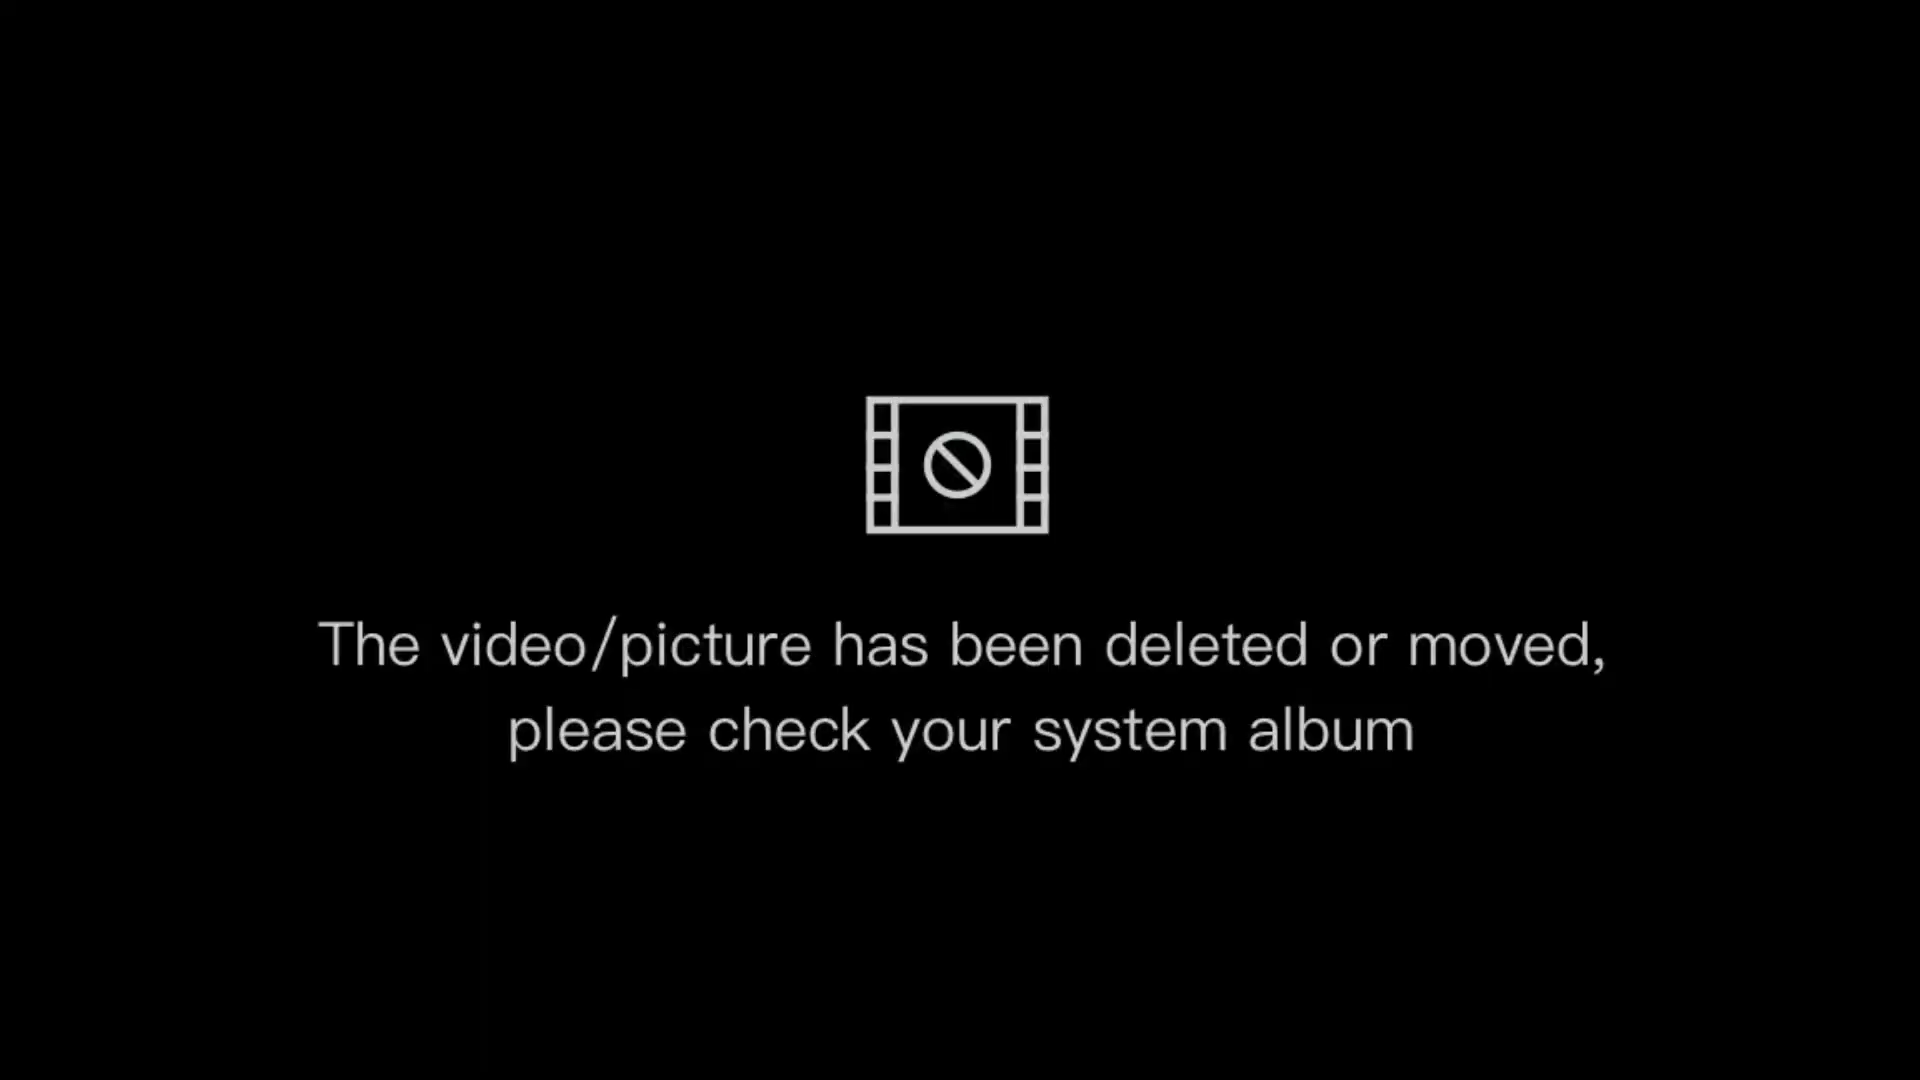 The video/picture has been deleted or moved,
please check your system album